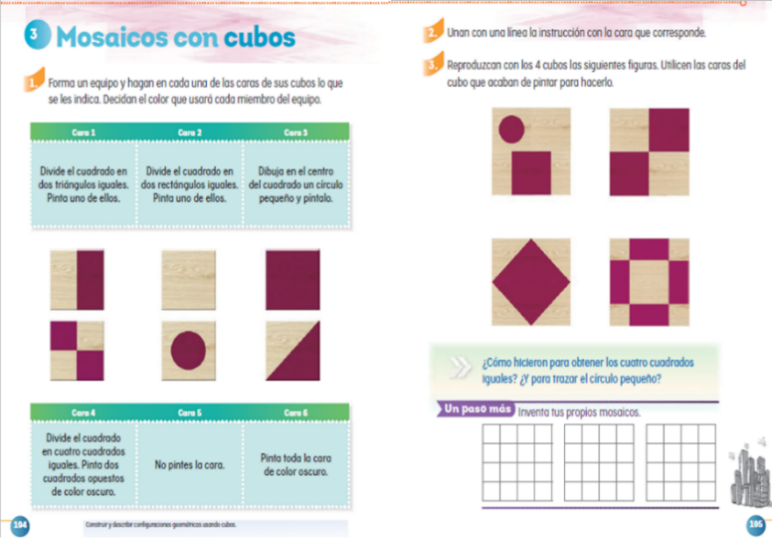 3 Mosaicos con cubos
1. Forma un equipo y hagan en cada una de las caras de sus cubos lo que
se les indica. Decidan el color que usará cada miembro del equipo.
Cara 1
Divide el cuadrado en
dos triángulos iguales.
Pinta uno de ellos.
Cara 2
Divide el cuadrado en
dos rectángulos iguales.
Pinta uno de ellos.
Cara 3
Dibuja en el centro
del cuadrado un círculo
pequeño y píntalo.
Cara 4
Divide el cuadrado
en cuatro cuadrados
iguales. Pinta dos
cuadrados opuestos
de color oscuro.
Cara 5
No pintes la cara.
Cara 6
Pinta toda la cara
de color oscuro.
194
Construir y describir configuraciones geométricas usando cubos.
2. Unan con una línea la instrucción con la cara que corresponde.
3. Reproduzcan con los 4 cubos las siguientes figuras. Utilicen las caras del
cubo que acaban de pintar para hacerlo.
¿Cómo hicieron para obtener los cuatro cuadrados
iguales? ¿Y para trazar el círculo pequeño?
Un paso más Inventa tus propios mosaicos.
195